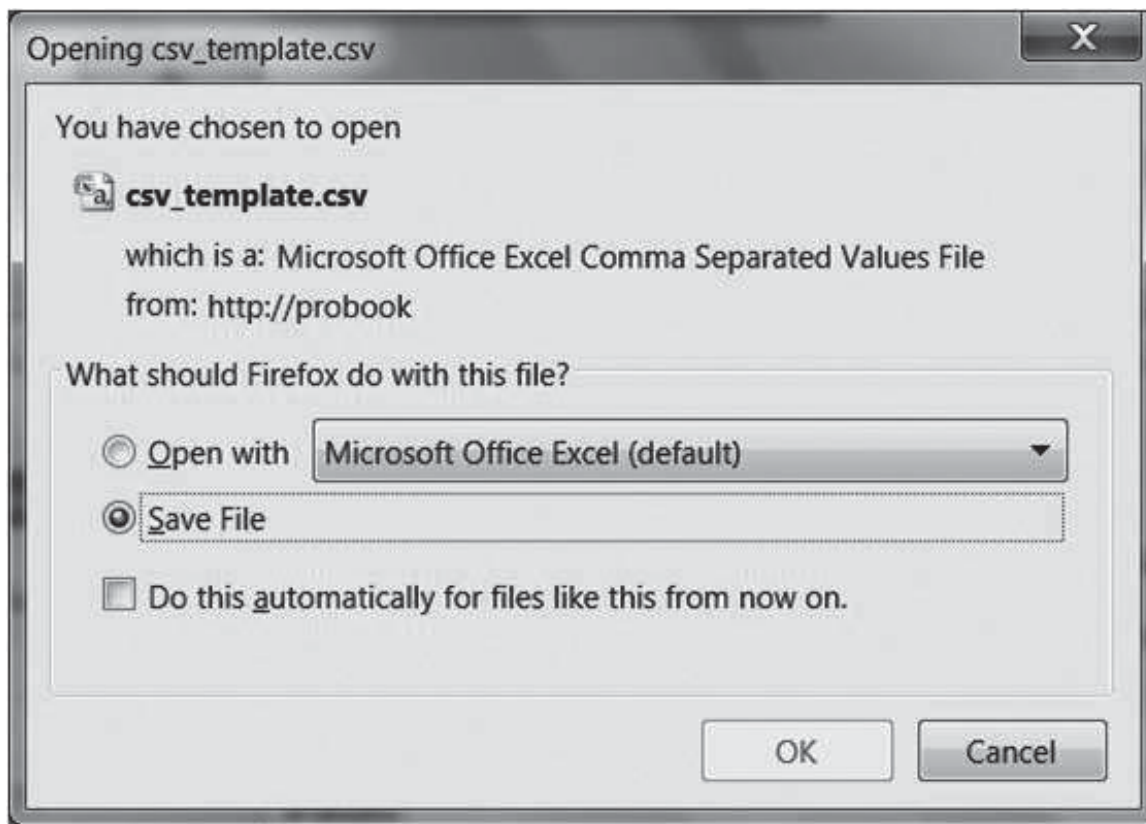 Opening csv_template.csv
You have chosen to open
csv_template.csv
which is a: Microsoft Office Excel Comma Separated Values File
from: http://probook
What should Firefox do with this file?
Open with Microsoft Office Excel (default)
Save File
Do this automatically for files like this from now on.
OK Cancel